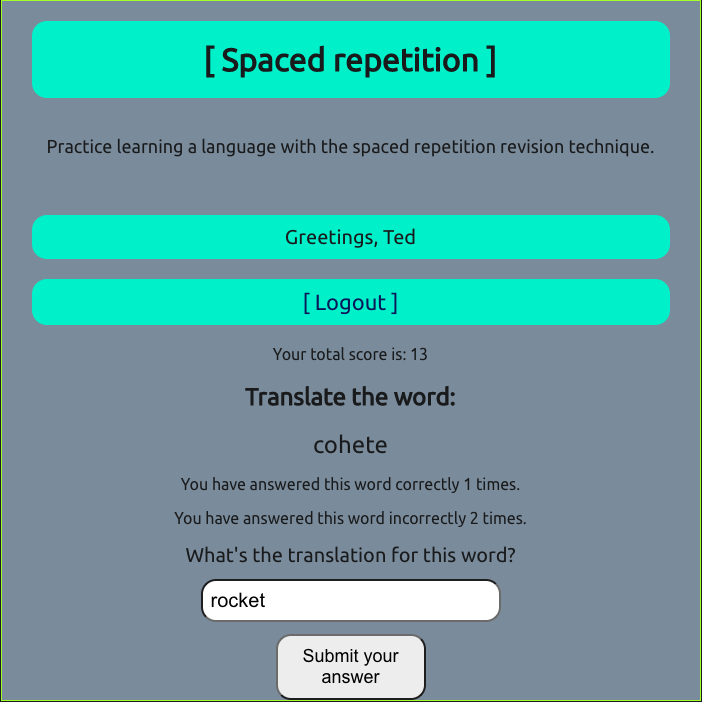 [ Spaced repetition ]
Practice learning a language with the spaced repetition revision technique.
Greetings, Ted
[ Logout ]
Your total score is: 13
Translate the word:
cohete
You have answered this word correctly 1 times.
You have answered this word incorrectly 2 times.
What's the translation for this word?
rocket
Submit your
answer